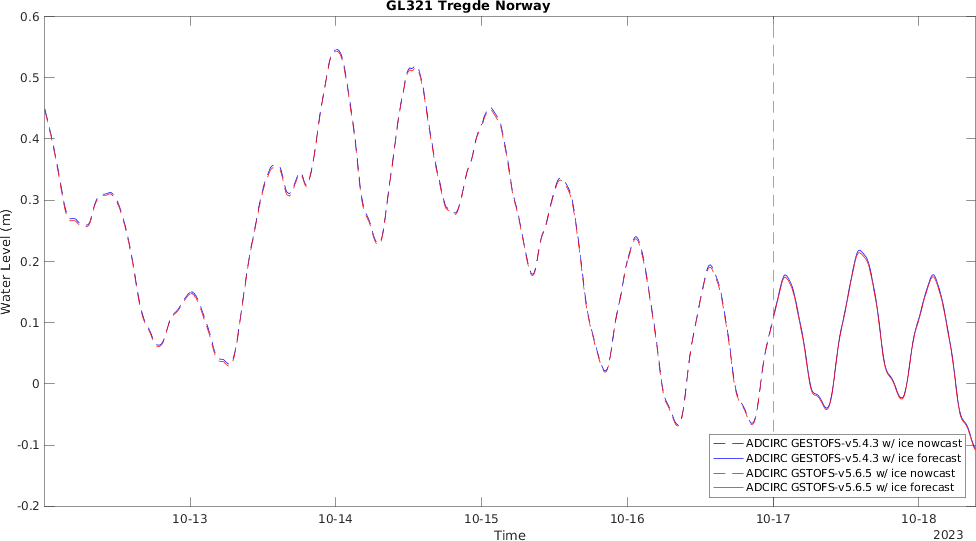 GL321 Tregde Norway
0.6
0.5
0.4
0.3
0.2
0.1
0
-0.1
-0.2
Water Level (m)
ADCIRC GESTOFS-v5.4.3 w/ ice nowcast
ADCIRC GESTOFS-v5.4.3 w/ ice forecast
ADCIRC GSTOFS-v5.6.5 w/ ice nowcast
ADCIRC GSTOFS-v5.6.5 w/ ice forecast
10-13 10-14 10-15 10-16 10-17 10-18
Time 2023